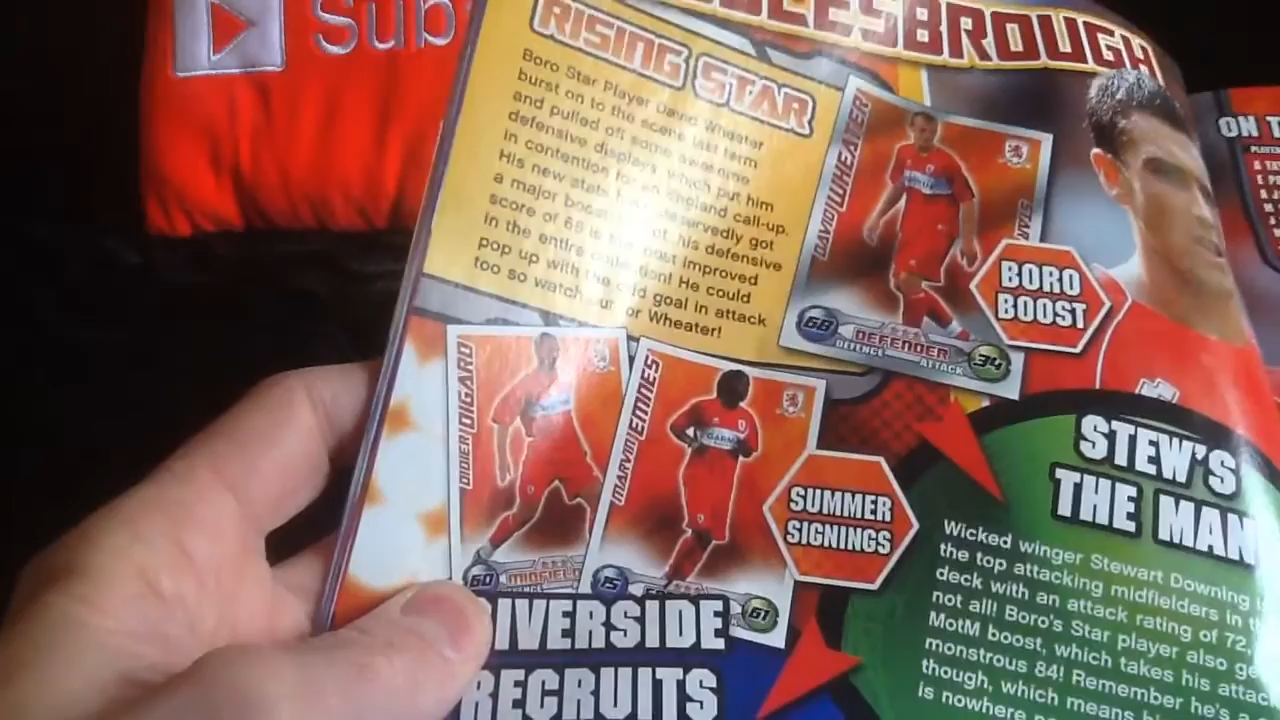 Sub
LESBROUGH
RISING STAR
Boro Star Player David Wheater
burst on to the scene last term
and pulled off some awesome
defensive displays, which put him
in contention for an England call-up.
His new stats have deservedly got
a major boost, his defensive
score of 68 is the most improved
in the entire collection! He could
pop up with the odd goal in attack
too so watch out for Wheater!
DAVID WHEATER
STAR
68
DEFENDER
DEFENCE
ATTACK
34
BORO
BOOST
ON T
DIDIER DIGARD
60
MIDFIEL
MARVIN EMNES
GARM
15
61
SUMMER
SIGNINGS
RIVERSIDE
RECRUITS
STEW'S
THE MAN
Wicked winger Stewart Downing
the top attacking midfielders in
deck with an attack rating of 72,
not all! Boro's Star player also
MotM boost, which takes his
monstrous 84! Remember he's a
though, which means
is nowhere